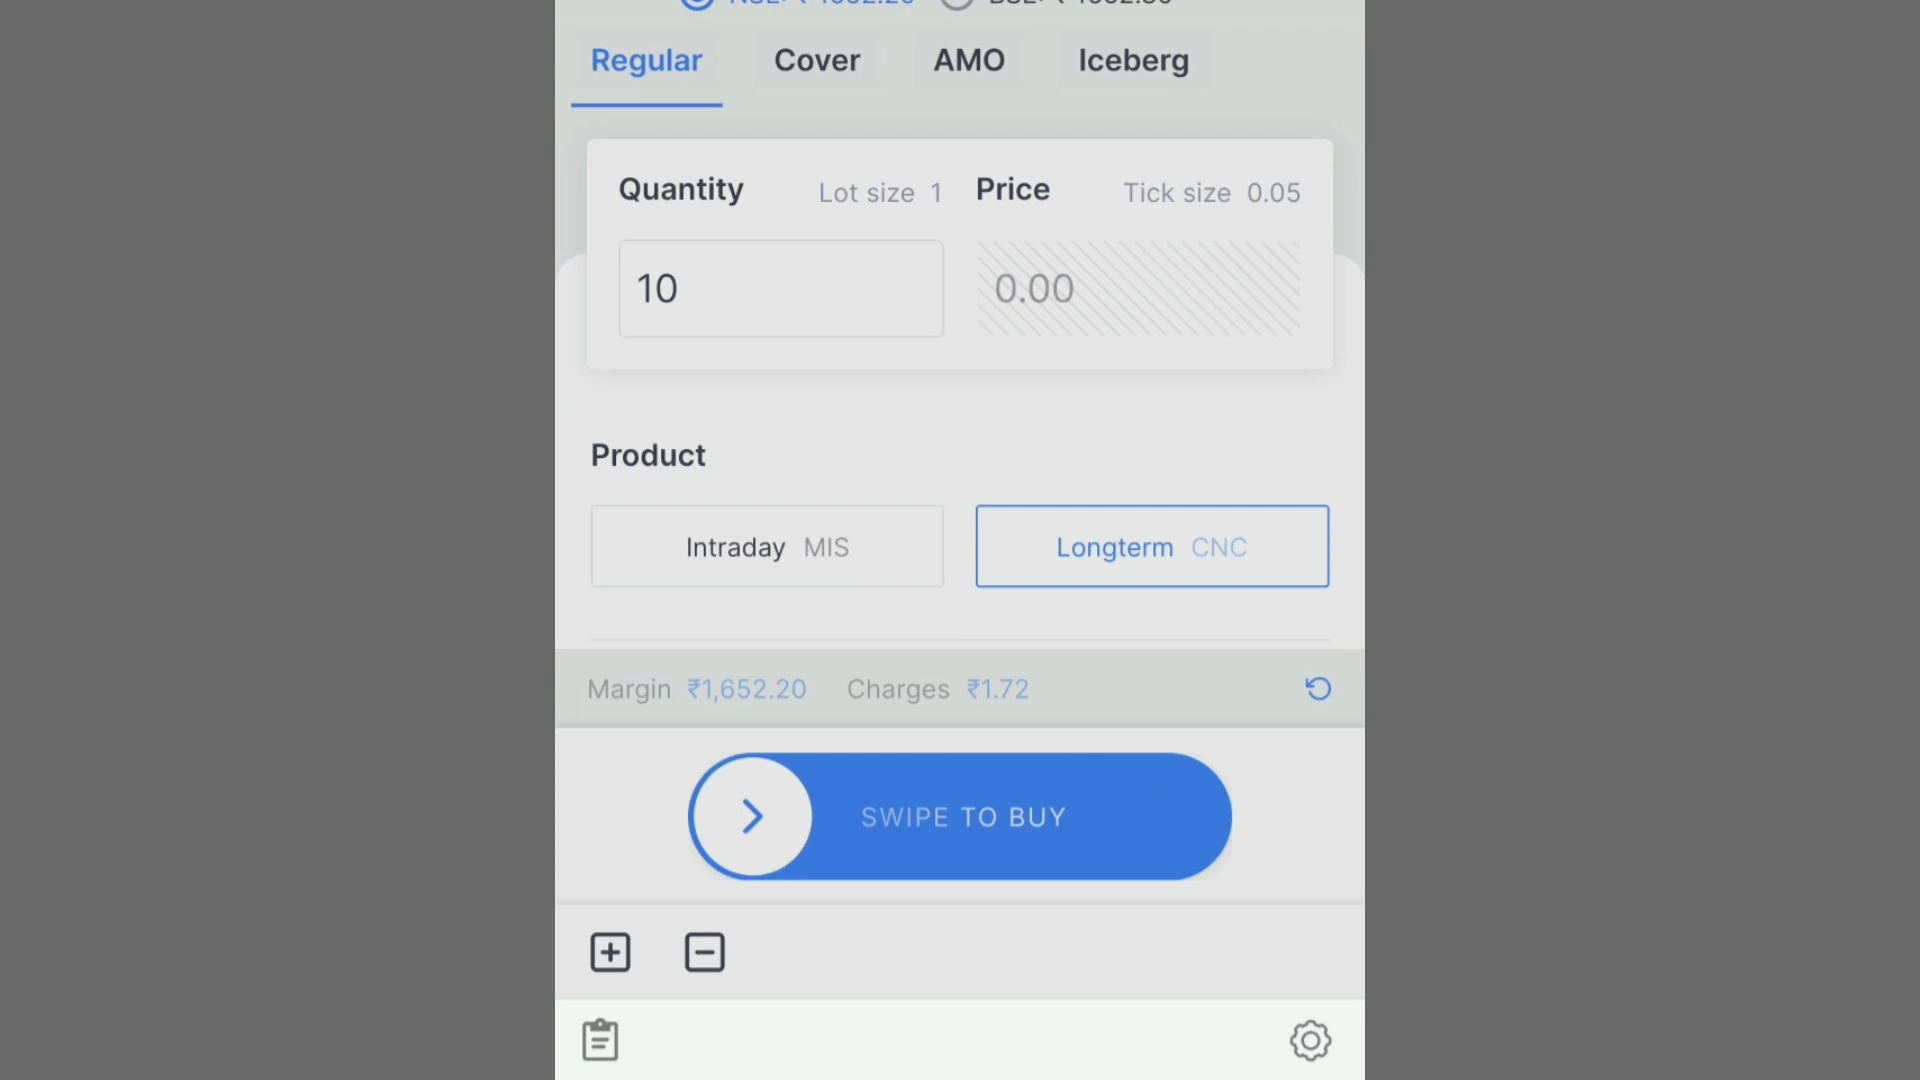 Regular Cover AMO Iceberg
Quantity Lot size 1 Price Tick size 0.05
10 0.00
Product
Intraday MIS Longterm CNC
Margin ₹1,652.20 Charges ₹1.72
SWIPE TO BUY